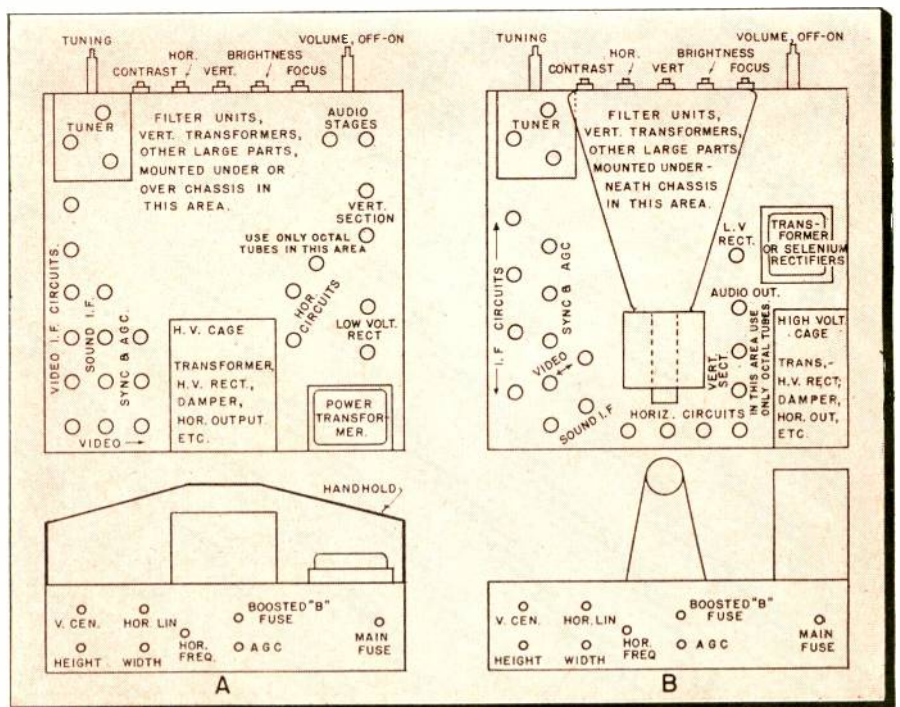 TUNING
HOR.
BRIGHTNESS
VOLUME, OFF-ON
CONTRAST
VERT.
FOCUS
TUNER
FILTER UNITS,
VERT. TRANSFORMERS,
OTHER LARGE PARTS,
MOUNTED UNDER OR
OVER CHASSIS IN
THIS AREA.
AUDIO
STAGES
VERT.
SECTION
USE ONLY OCTAL
TUBES IN THIS AREA
HOR.
CIRCUITS
VIDEO I.F. CIRCUITS.
SOUND I.F.
SYNC & AGC.
VIDEO
LOW VOLT.
RECT
H.V. CAGE
TRANSFORMER,
H.V. RECT.,
DAMPER,
HOR. OUTPUT
ETC.
POWER
TRANSFOR-
MER.
HANDHOLD
V. CEN.
HOR. LIN
BOOSTED "B"
FUSE
HEIGHT
WIDTH
HOR.
FREQ.
AGC
MAIN
FUSE
A
TUNING
HOR.
BRIGHTNESS
VOLUME, OFF-ON
CONTRAST
VERT
FOCUS
TUNER
FILTER UNITS,
VERT. TRANSFORMERS,
OTHER LARGE PARTS
MOUNTED UNDER-
NEATH CHASSIS
IN THIS AREA.
L.V
RECT.
TRANS-
FORMER
OR SELENIUM
RECTIFIERS
I.F CIRCUITS
SYNC & AGC
VIDEO
SOUND I.F
AUDIO OUT.
VERT.
SECT.
IN THIS AREA USE
ONLY OCTAL TUBES.
HORIZ. CIRCUITS
HIGH VOLT
CAGE
TRANS,-
H.V. RECT;
DAMPER,
HOR. OUT,
ETC.
V. CEN.
HOR. LIN
BOOSTED "B"
FUSE
HEIGHT
WIDTH
HOR.
FREQ
AGC
MAIN
FUSE
B